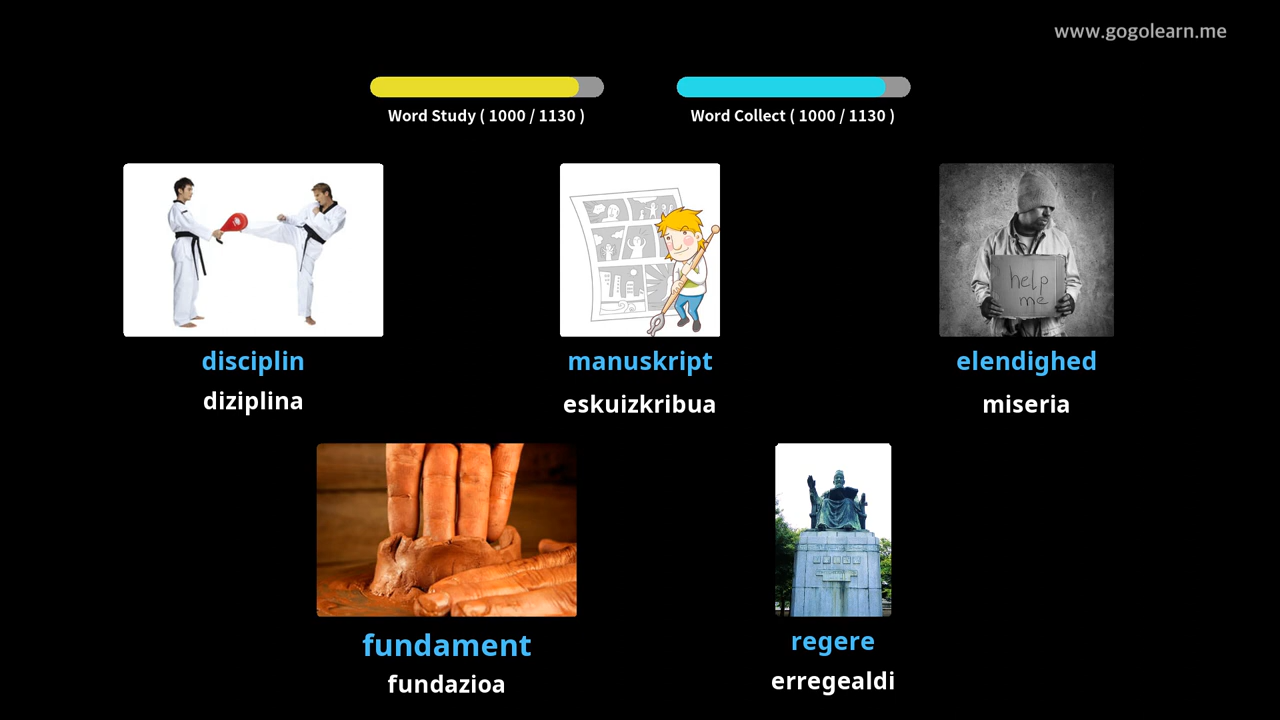 www.gogolearn.me
Word Study ( 1000 / 1130 )
Word Collect ( 1000 / 1130 )
help
me
disciplin
diziplina
manuskript
eskuizkribua
elendighed
miseria
fundament
fundazioa
regere
erregealdi